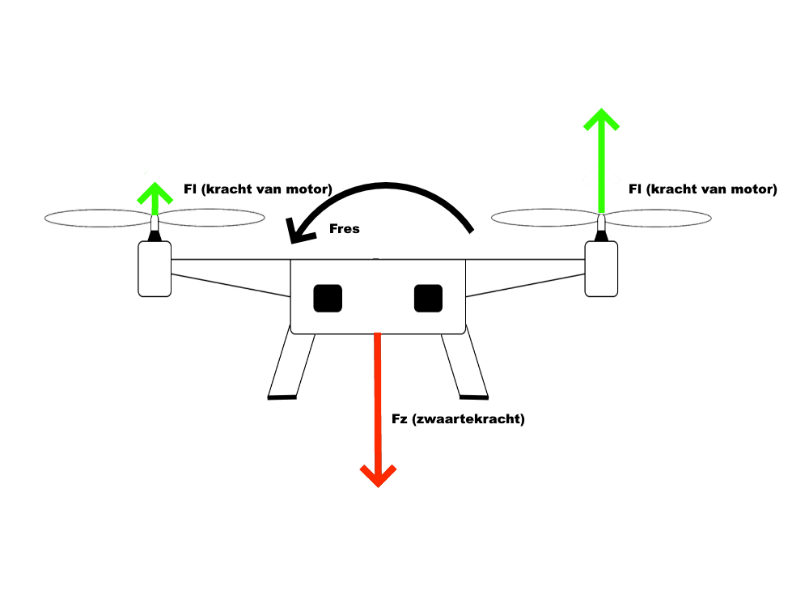 Fl (kracht van motor)
Fl (kracht van motor)
Fres
Fz (zwaartekracht)